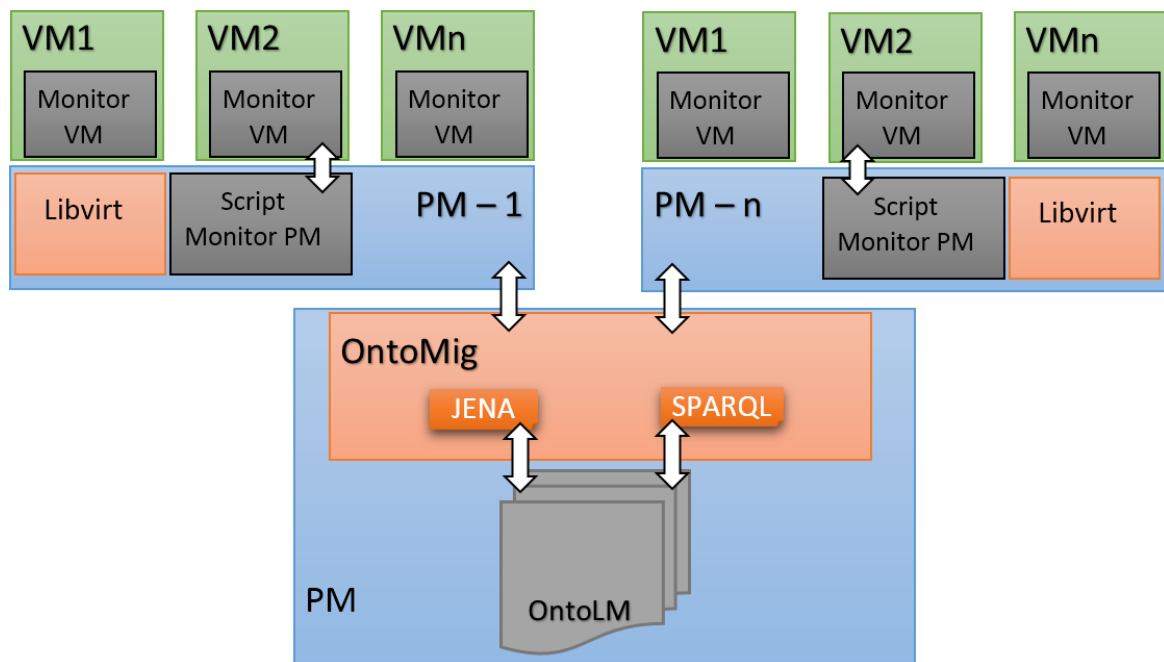 VM1
VM2
VMn
VM1
VM2
VMn
Monitor
VM
Monitor
VM
Monitor
VM
Monitor
VM
Monitor
VM
Monitor
VM
Libvirt
Script
Monitor PM
PM – 1
PM – n
Script
Monitor PM
Libvirt
OntoMig
JENA
SPARQL
PM
OntoLM